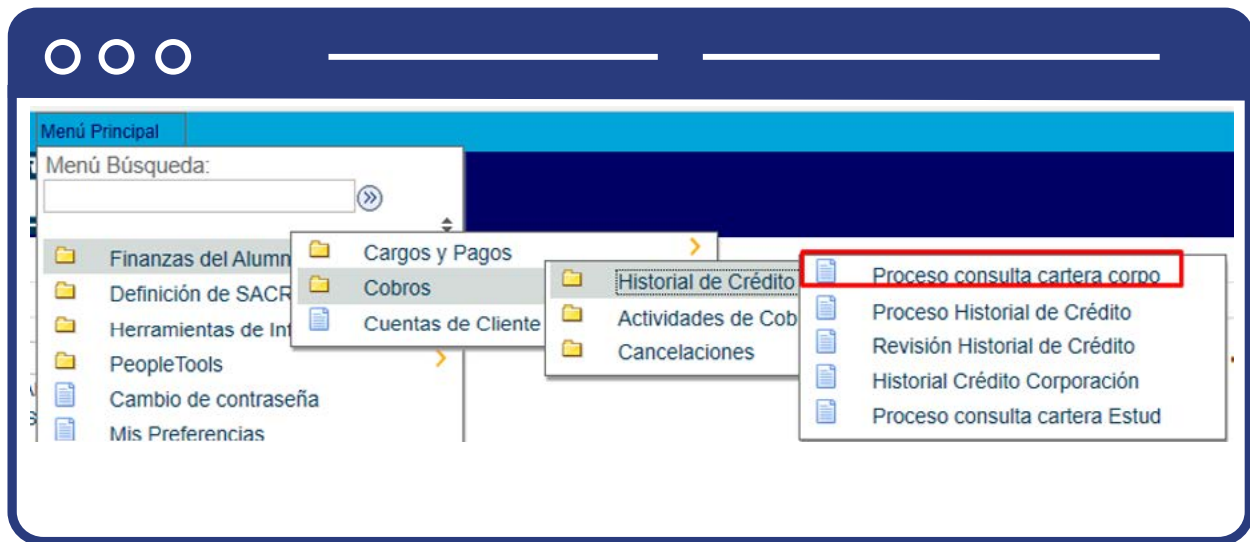 Menú Principal
Menú Búsqueda:
Finanzas del Alumn
Definición de SACR
Herramientas de Int
PeopleTools
Cambio de contraseña
Mis Preferencias
Cargos y Pagos
Cobros
Cuentas de Cliente
Historial de Crédito
Actividades de Cob
Cancelaciones
Proceso consulta cartera corpo
Proceso Historial de Crédito
Revisión Historial de Crédito
Historial Crédito Corporación
Proceso consulta cartera Estud